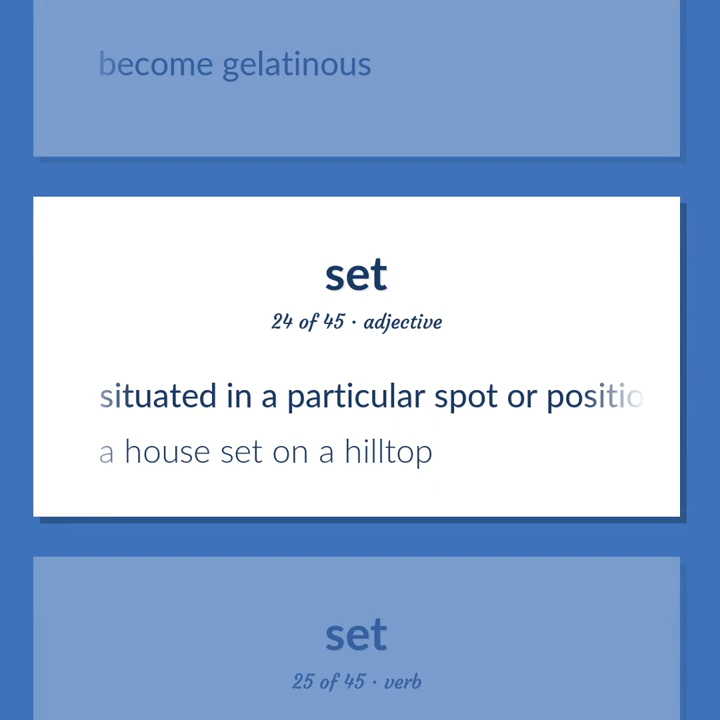 become gelatinous
set
24 of 45 · adjective
situated in a particular spot or positio
a house set on a hilltop
set
25 of 45 · verb